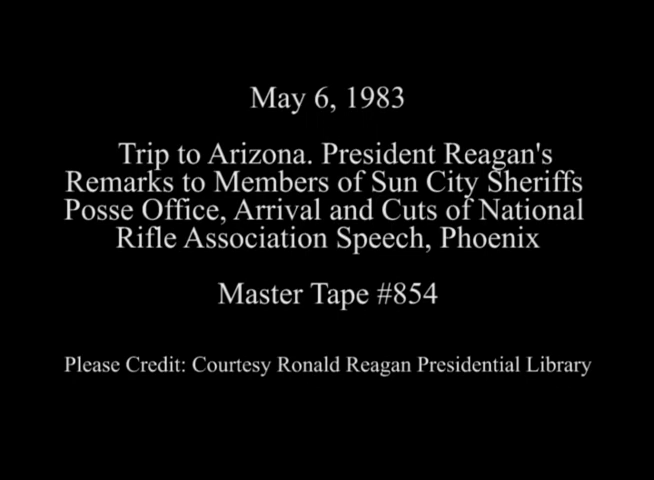 May 6, 1983
Trip to Arizona. President Reagan's
Remarks to Members of Sun City Sheriffs
Posse Office, Arrival and Cuts of National
Rifle Association Speech, Phoenix
Master Tape #854
Please Credit: Courtesy Ronald Reagan Presidential Library